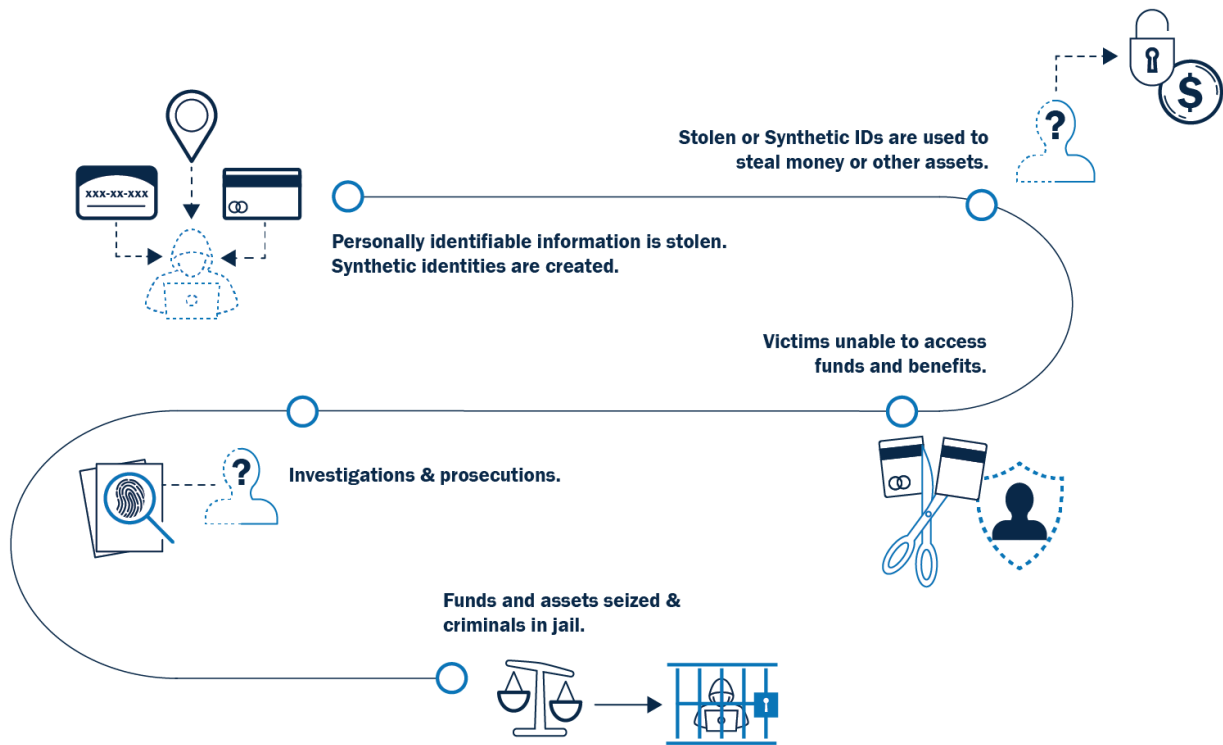 xxx-xx-xxx
Personally identifiable information is stolen.
Synthetic identities are created.
Stolen or Synthetic IDs are used to
steal money or other assets.
?
$
Victims unable to access
funds and benefits.
?
Investigations & prosecutions.
Funds and assets seized &
criminals in jail.